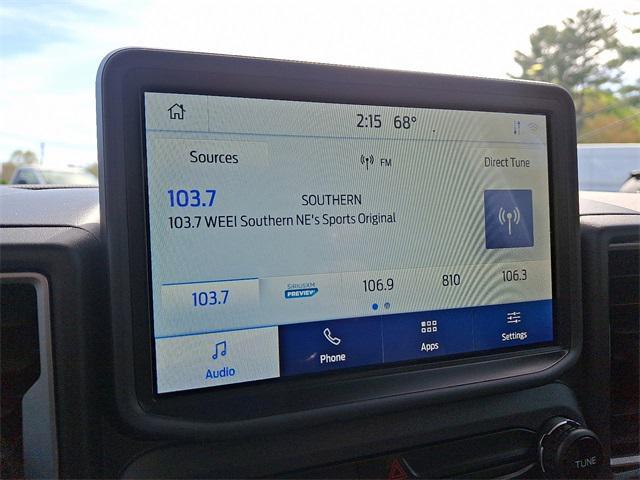 2:15 68°
Sources FM Direct Tune
103.7 SOUTHERN
103.7 WEEI Southern NE's Sports Original
103.7 SIRIUSXM PREVIEW 106.9 810 106.3
Audio Phone Apps Settings
TUNE